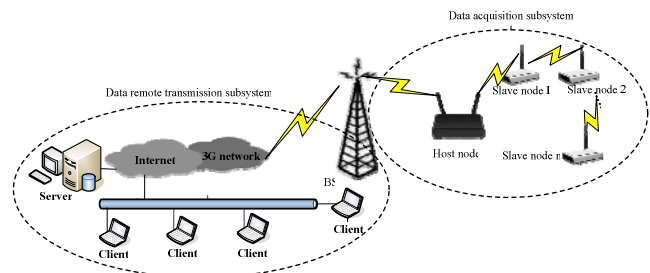 Data acquisition subsystem
Data remote transmission subsystem
Slave node 1
Slave node 2
Internet
3G network
Host node
Slave node n
Server
BS
Client
Client
Client
Client